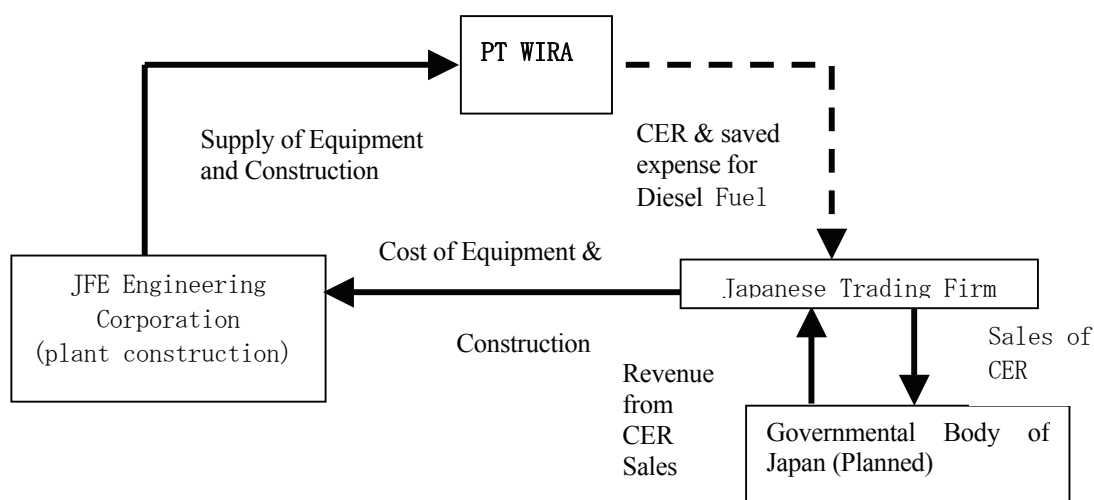 PT WIRA
Supply of Equipment
and Construction
CER & saved
expense for
Diesel Fuel
Cost of Equipment &
Construction
JFE Engineering
Corporation
(plant construction)
Japanese Trading Firm
Revenue
from
CER
Sales
Sales of
CER
Governmental Body of
Japan (Planned)